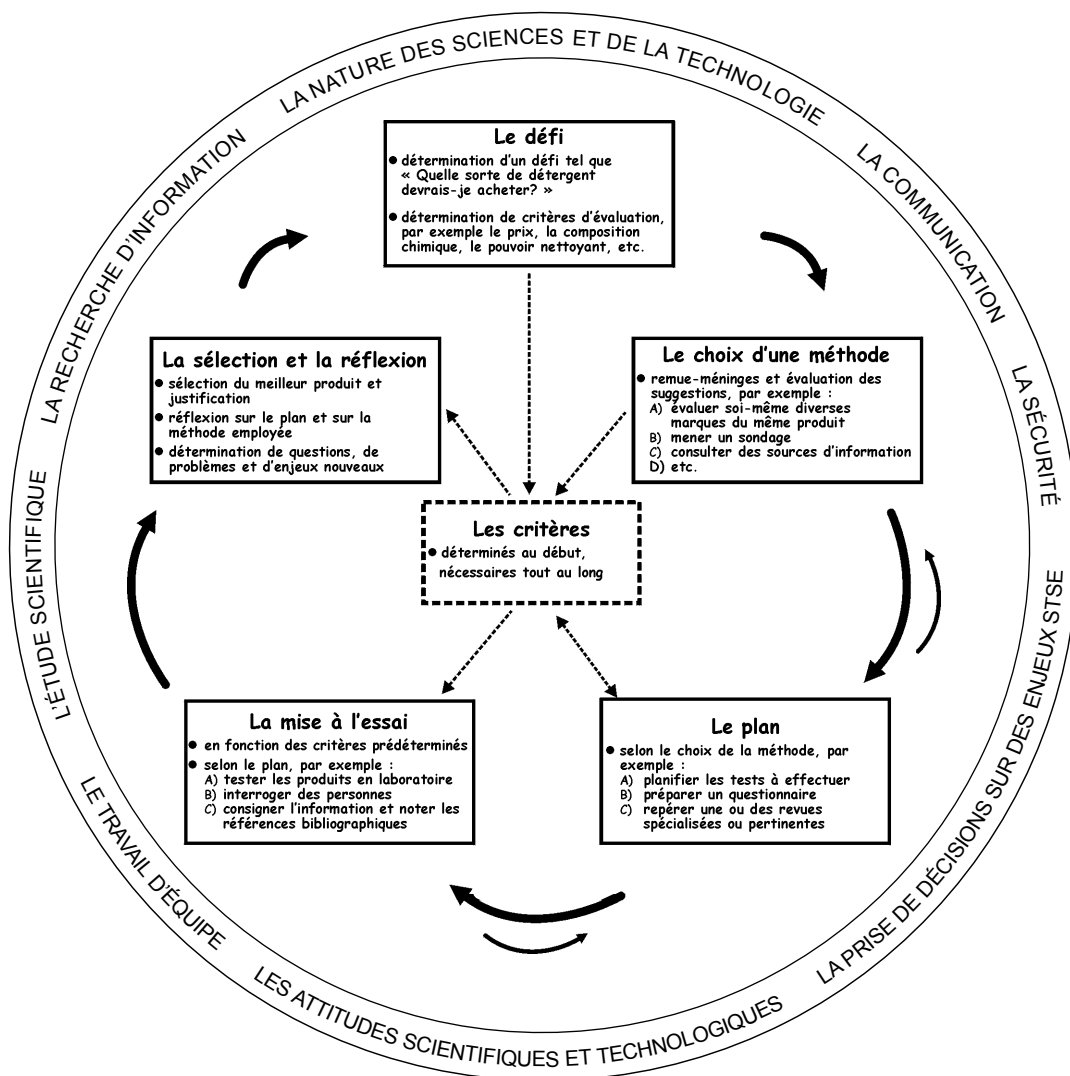 LA NATURE DES SCIENCES ET DE LA TECHNOLOGIE
LA COMMUNICATION
LA SÉCURITÉ
LA PRISE DE DÉCISIONS SUR DES ENJEUX STSE
LES ATTITUDES SCIENTIFIQUES ET TECHNOLOGIQUES
LE TRAVAIL D'ÉQUIPE
L'ÉTUDE SCIENTIFIQUE
LA RECHERCHE D'INFORMATION
Le défi
● détermination d'un défi tel que
« Quelle sorte de détergent
devrais-je acheter? »
● détermination de critères d'évaluation,
par exemple le prix, la composition
chimique, le pouvoir nettoyant, etc.
La sélection et la réflexion
● sélection du meilleur produit et
justification
● réflexion sur le plan et sur la
méthode employée
● détermination de questions, de
problèmes et d'enjeux nouveaux
Le choix d'une méthode
● remue-méninges et évaluation des
suggestions, par exemple :
A) évaluer soi-même diverses
marques du même produit
B) mener un sondage
C) consulter des sources d'information
D) etc.
Les critères
● déterminés au début,
nécessaires tout au long
La mise à l'essai
● en fonction des critères prédéterminés
● selon le plan, par exemple :
A) tester les produits en laboratoire
B) interroger des personnes
C) consigner l'information et noter les
références bibliographiques
Le plan
● selon le choix de la méthode, par
exemple :
A) planifier les tests à effectuer
B) préparer un questionnaire
C) repérer une ou des revues
spécialisées ou pertinentes